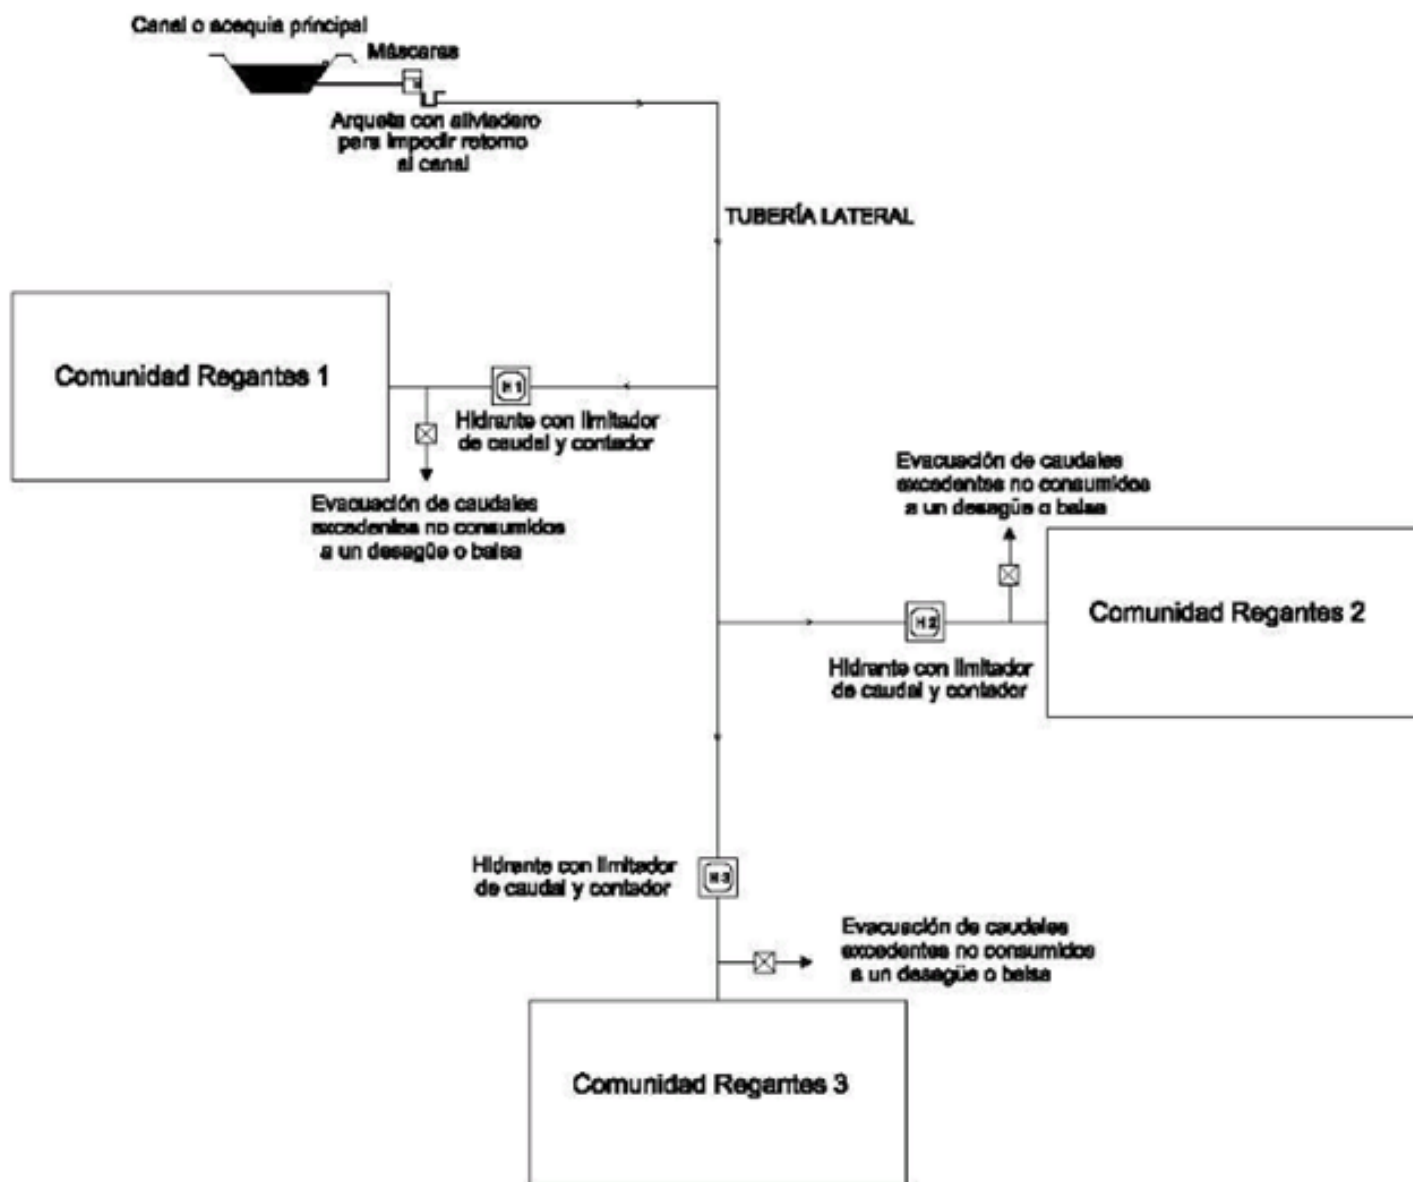 Canal o acequia principal
Máscaras
Arqueta con aliviadero
para impedir retorno
al canal
TUBERÍA LATERAL
Comunidad Regantes 1
H 1
Hidrante con limitador
de caudal y contador
Evacuación de caudales
excedentes no consumidos
a un desagüe o balsa
Evacuación de caudales
excedentes no consumidos
a un desagüe o balsa
Comunidad Regantes 2
H 2
Hidrante con limitador
de caudal y contador
Hidrante con limitador
de caudal y contador
H 3
Evacuación de caudales
excedentes no consumidos
a un desagüe o balsa
Comunidad Regantes 3